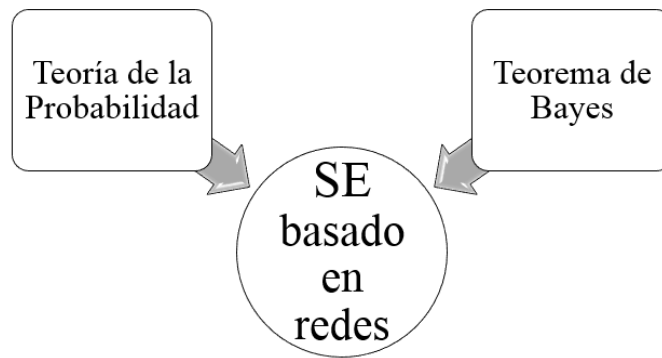 Teoría de la
Probabilidad
Teorema de
Bayes
SE
basado
en
redes